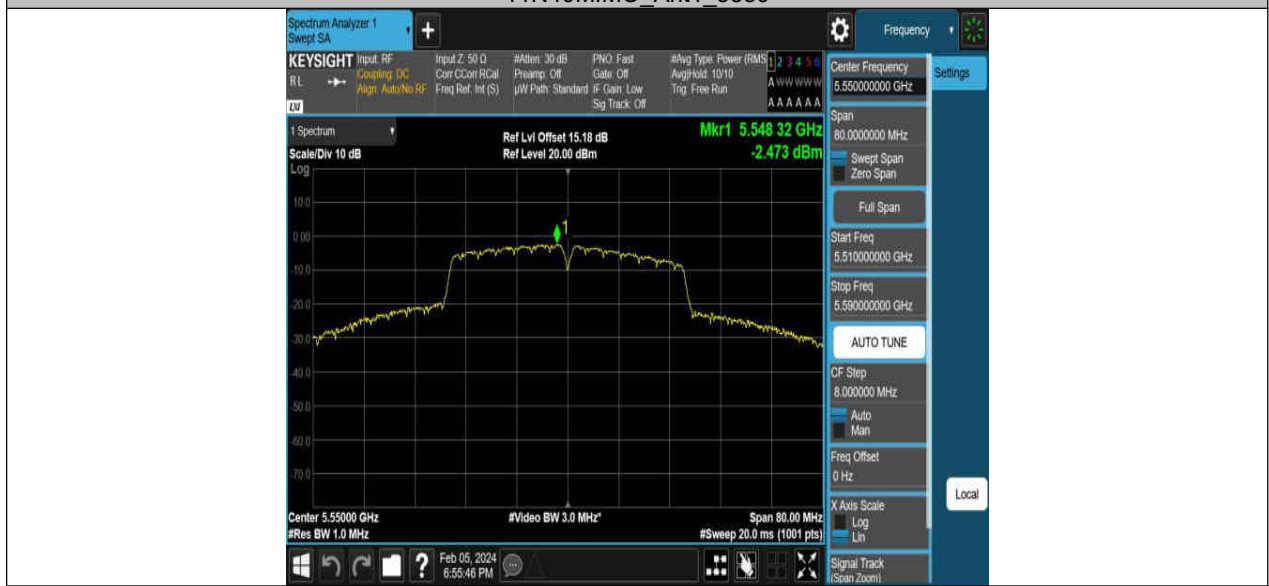 Spectrum Analyzer 1
Swept SA
+
Frequency
KEYSIGHT
RL
LXI
Input: RF
Coupling: DC
Align: Auto/No RF
Input Z: 50 Ω
Corr CCorr RCal
Freq Ref: Int (S)
#Atten: 30 dB
Preamp: Off
µW Path: Standard
PNO: Fast
Gate: Off
IF Gain: Low
Sig Track: Off
#Avg Type: Power (RMS
Avg|Hold: 10/10
Trig: Free Run
1 2 3 4 5 6
A W W W W W
A A A A A A
1 Spectrum
Scale/Div 10 dB
Ref Lvl Offset 15.18 dB
Ref Level 20.00 dBm
Mkr1 5.548 32 GHz
-2.473 dBm
Log
10.0
0.00
-10.0
-20.0
-30.0
-40.0
-50.0
-60.0
-70.0
1
Center 5.55000 GHz
#Res BW 1.0 MHz
#Video BW 3.0 MHz*
Span 80.00 MHz
#Sweep 20.0 ms (1001 pts)
Center Frequency
5.550000000 GHz
Settings
Span
80.0000000 MHz
Swept Span
Zero Span
Full Span
Start Freq
5.510000000 GHz
Stop Freq
5.590000000 GHz
AUTO TUNE
CF Step
8.000000 MHz
Auto
Man
Freq Offset
0 Hz
X Axis Scale
Log
Lin
Local
Signal Track
(Span Zoom)
?
Feb 05, 2024
6:55:46 PM